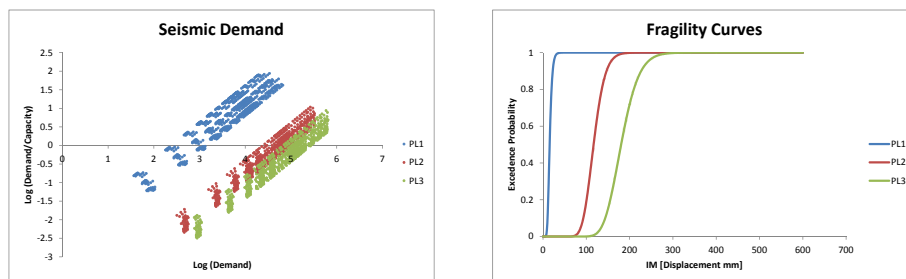 Seismic Demand
2.5
2
1.5
1
0.5
0
-0.5
-1
-1.5
-2
-2.5
-3
0 1 2 3 4 5 6 7
Log (Demand/Capacity)
Log (Demand)
PL1
PL2
PL3
Fragility Curves
1
0.8
0.6
0.4
0.2
0
0 100 200 300 400 500 600 700
Excedence Probability
IM [Displacement mm]
PL1
PL2
PL3